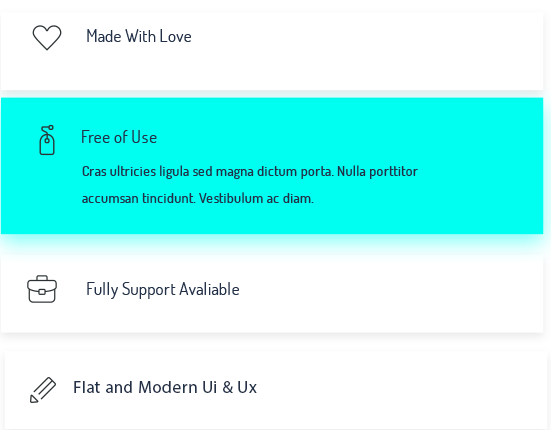 Made With Love
Free of Use
Cras ultricies ligula sed magna dictum porta. Nulla porttitor
accumsan tincidunt. Vestibulum ac diam.
Fully Support Avaliable
Flat and Modern Ui & Ux